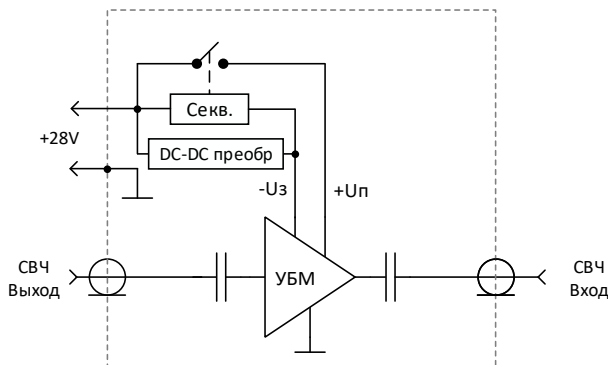 Секв.
+28V
DC-DC преобр
-Uз
+Uп
СВЧ
Выход
УБМ
СВЧ
Вход